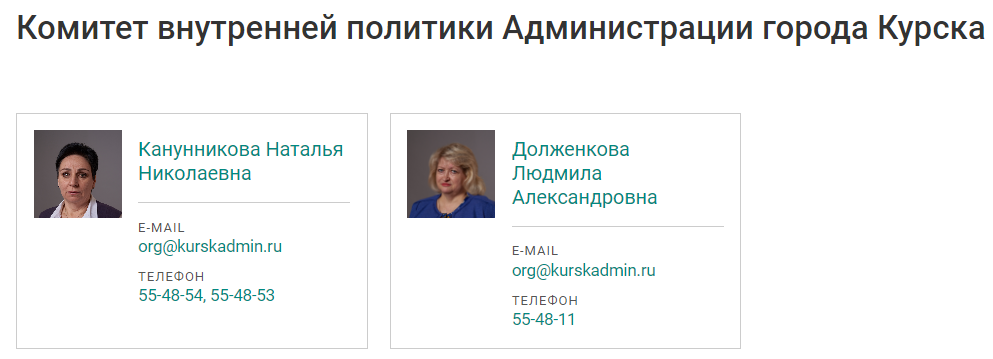 Комитет внутренней политики Администрации города Курска
Канунникова Наталья
Николаевна
E-MAIL
org@kurskadmin.ru
ТЕЛЕФОН
55-48-54, 55-48-53
Долженкова
Людмила
Александровна
E-MAIL
org@kurskadmin.ru
ТЕЛЕФОН
55-48-11